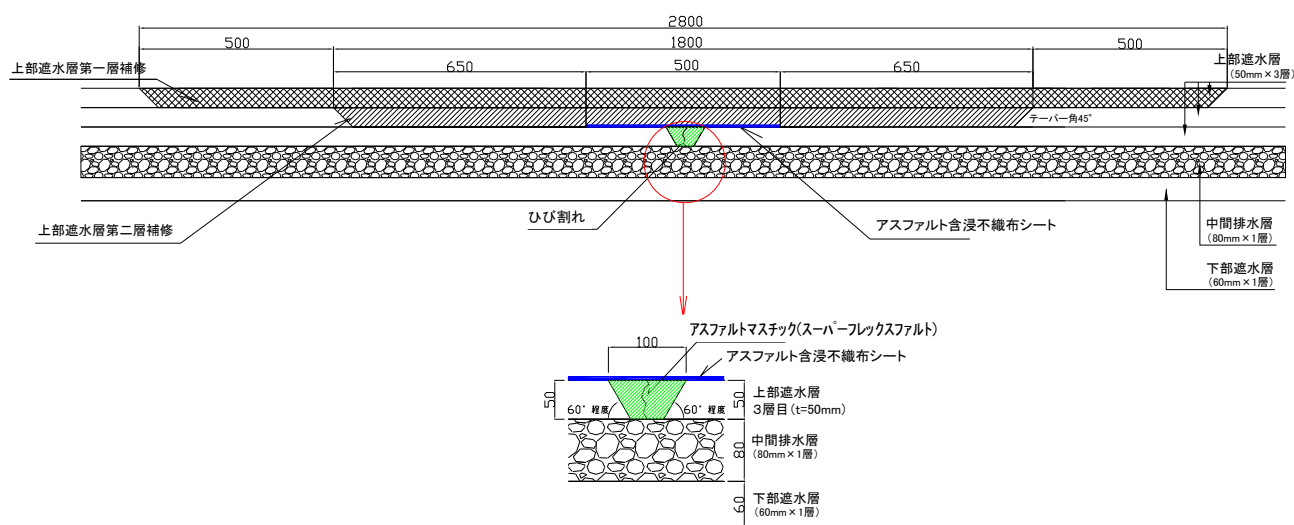 2800
500
1800
500
650
500
650
上部遮水層第一層補修
上部遮水層
(50mm×3層)
テーパー角45°
ひび割れ
アスファルト含浸不織布シート
上部遮水層第二層補修
中間排水層
(80mm×1層)
下部遮水層
(60mm×1層)
アスファルトマスチック(スーパーフレックスファルト)
100
アスファルト含浸不織布シート
50
60° 程度
60° 程度
50
上部遮水層
3層目(t=50mm)
80
中間排水層
(80mm×1層)
60
下部遮水層
(60mm×1層)